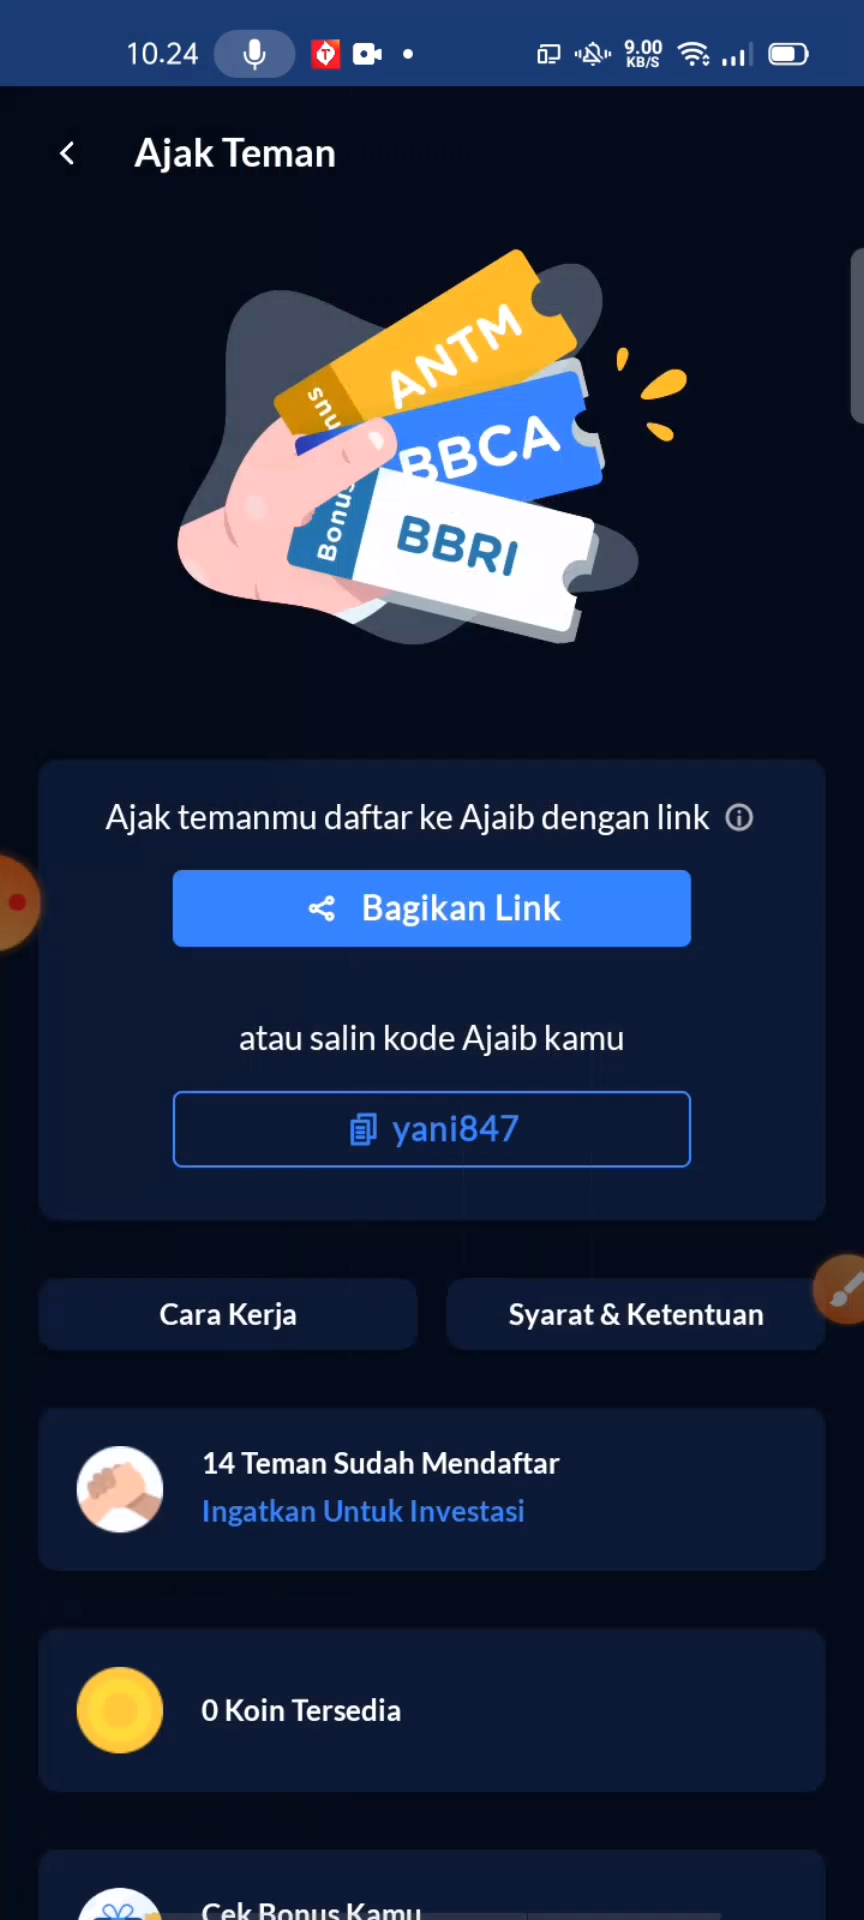 10.24
9.00
KB/S
Ajak Teman
ANTM
nus
BBCA
Bonus
BBRI
Ajak temanmu daftar ke Ajaib dengan link
Bagikan Link
atau salin kode Ajaib kamu
yani847
Cara Kerja
Syarat & Ketentuan
14 Teman Sudah Mendaftar
Ingatkan Untuk Investasi
0 Koin Tersedia
Cek Bonus Kamu